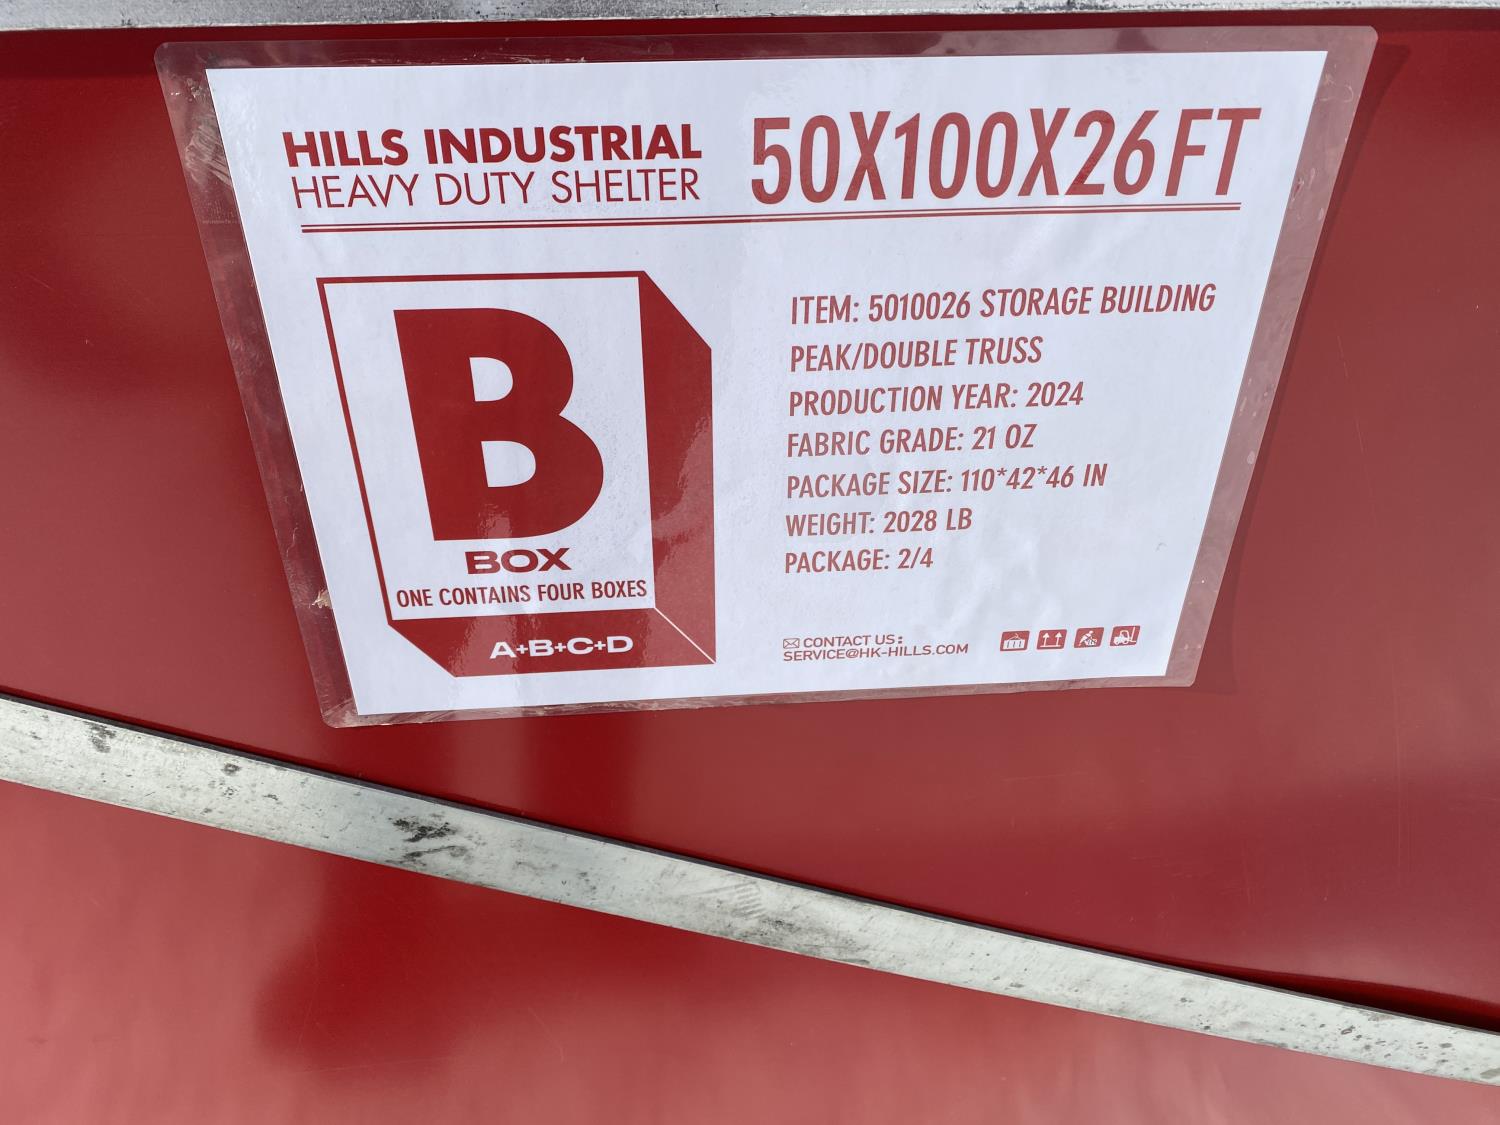 HILLS INDUSTRIAL
HEAVY DUTY SHELTER
50X100X26FT
B
BOX
ONE CONTAINS FOUR BOXES
A+B+C+D
ITEM: 5010026 STORAGE BUILDING
PEAK/DOUBLE TRUSS
PRODUCTION YEAR: 2024
FABRIC GRADE: 21 OZ
PACKAGE SIZE: 110*42*46 IN
WEIGHT: 2028 LB
PACKAGE: 2/4
CONTACT US:
SERVICE@HK-HILLS.COM